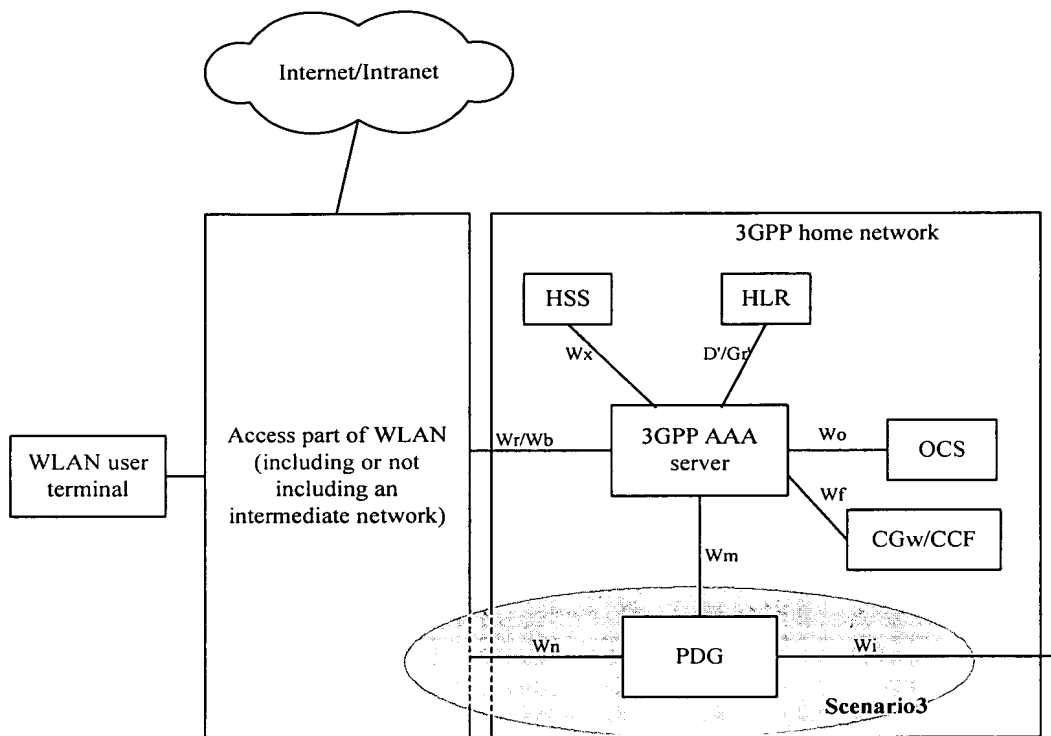 Internet/Intranet
3GPP home network
HSS
HLR
Wx
D'/Gr'
WLAN user
terminal
Access part of WLAN
(including or not
including an
intermediate network)
Wr/Wb
3GPP AAA
server
Wo
OCS
Wf
CGw/CCF
Wm
Wn
PDG
Wi
Scenario3